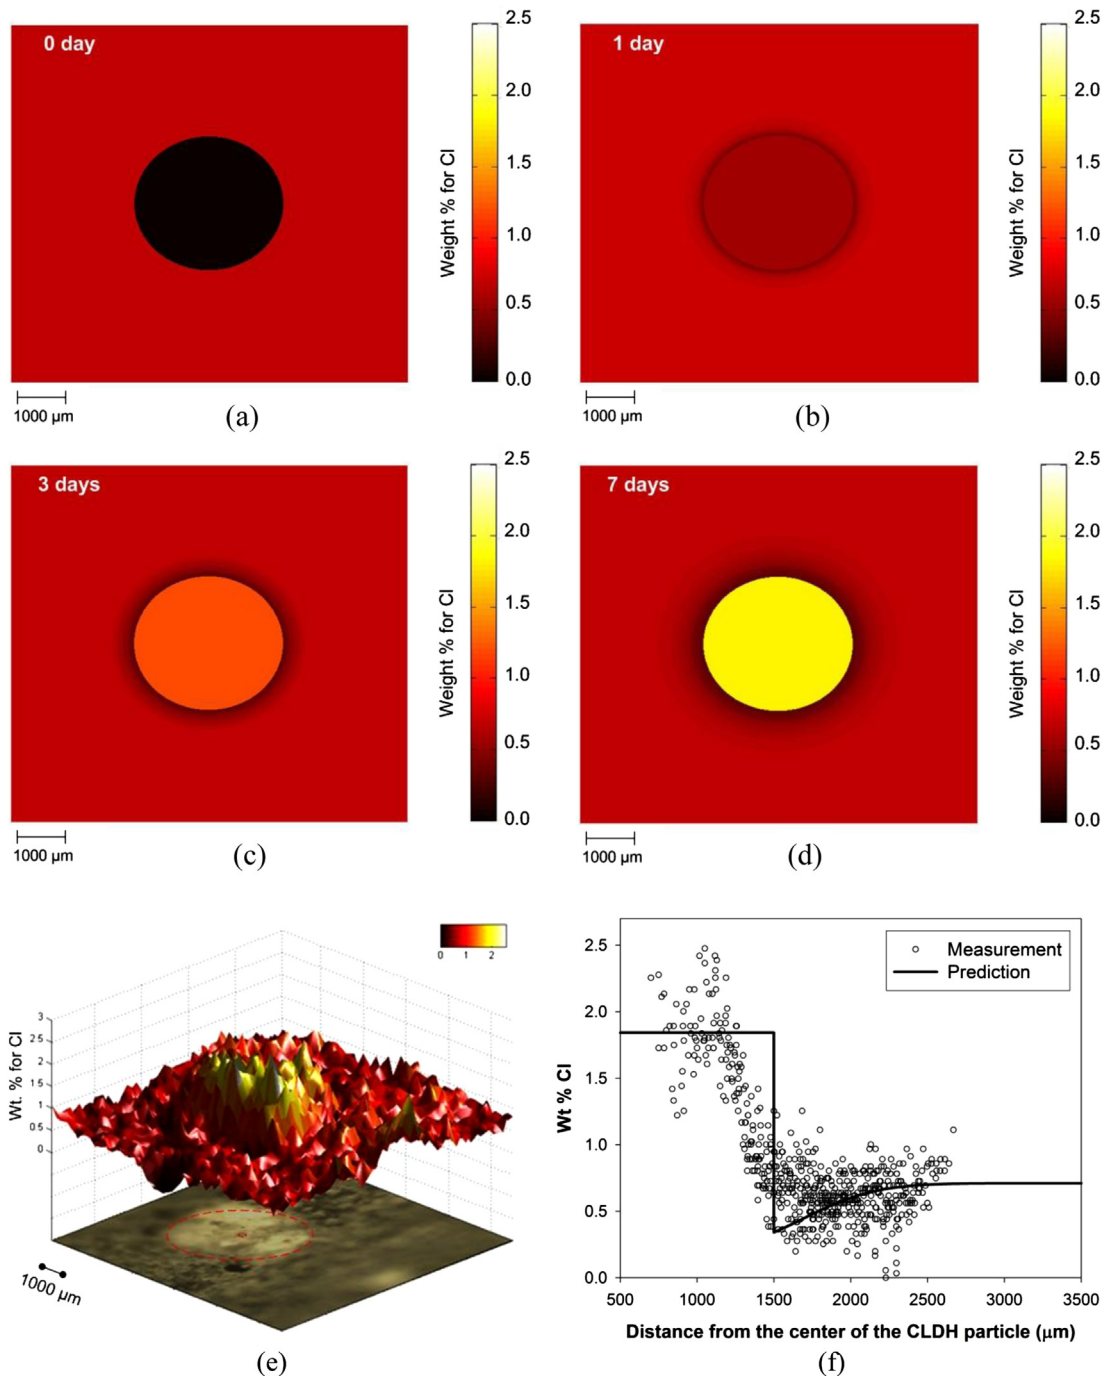 0 day
2.5
2.0
1.5
1.0
0.5
0.0
Weight % for Cl
1000 µm
(a)
1 day
2.5
2.0
1.5
1.0
0.5
0.0
Weight % for Cl
1000 µm
(b)
3 days
2.5
2.0
1.5
1.0
0.5
0.0
Weight % for Cl
1000 µm
(c)
7 days
2.5
2.0
1.5
1.0
0.5
0.0
Weight % for Cl
1000 µm
(d)
0 1 2
3
2.5
2
1.5
1
0.5
0
Wt. % for Cl
1000 µm
(e)
Measurement
Prediction
2.5
2.0
1.5
1.0
0.5
0.0
Wt % Cl
500 1000 1500 2000 2500 3000 3500
Distance from the center of the CLDH particle (µm)
(f)